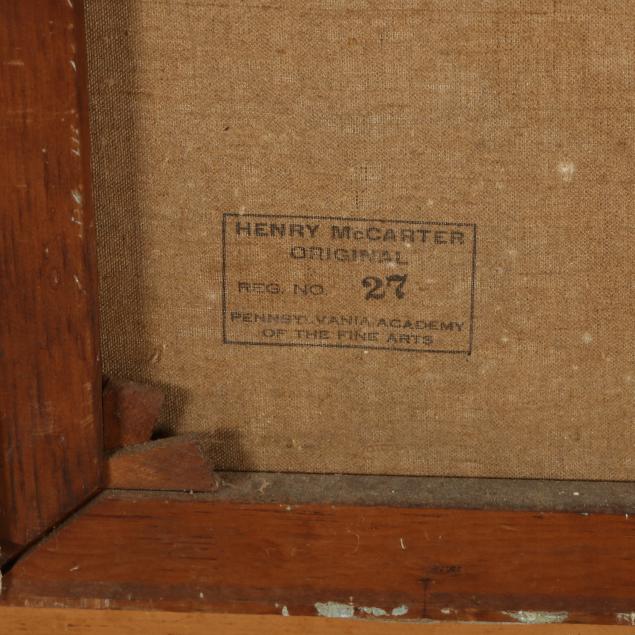 HENRY McCARTER
ORIGINAL
REG. NO. 27
PENNSYLVANIA ACADEMY
OF THE FINE ARTS